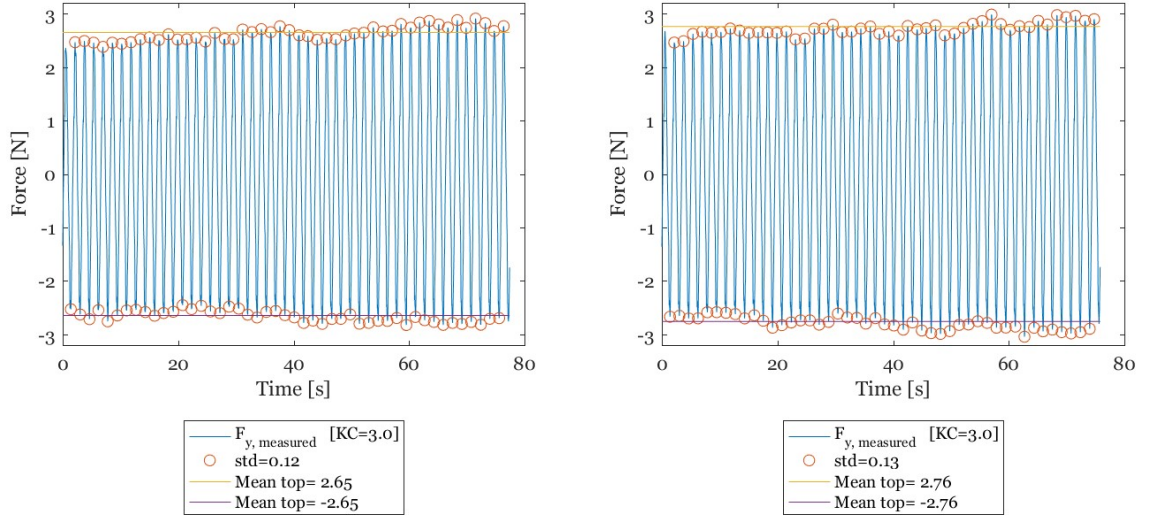 3
2
1
0
-1
-2
-3
Force [N]
0
20
40
60
80
Time [s]
F_y, measured [KC=3.0]
std=0.12
Mean top= 2.65
Mean top= -2.65
3
2
1
0
-1
-2
-3
Force [N]
0
20
40
60
80
Time [s]
F_y, measured [KC=3.0]
std=0.13
Mean top= 2.76
Mean top= -2.76